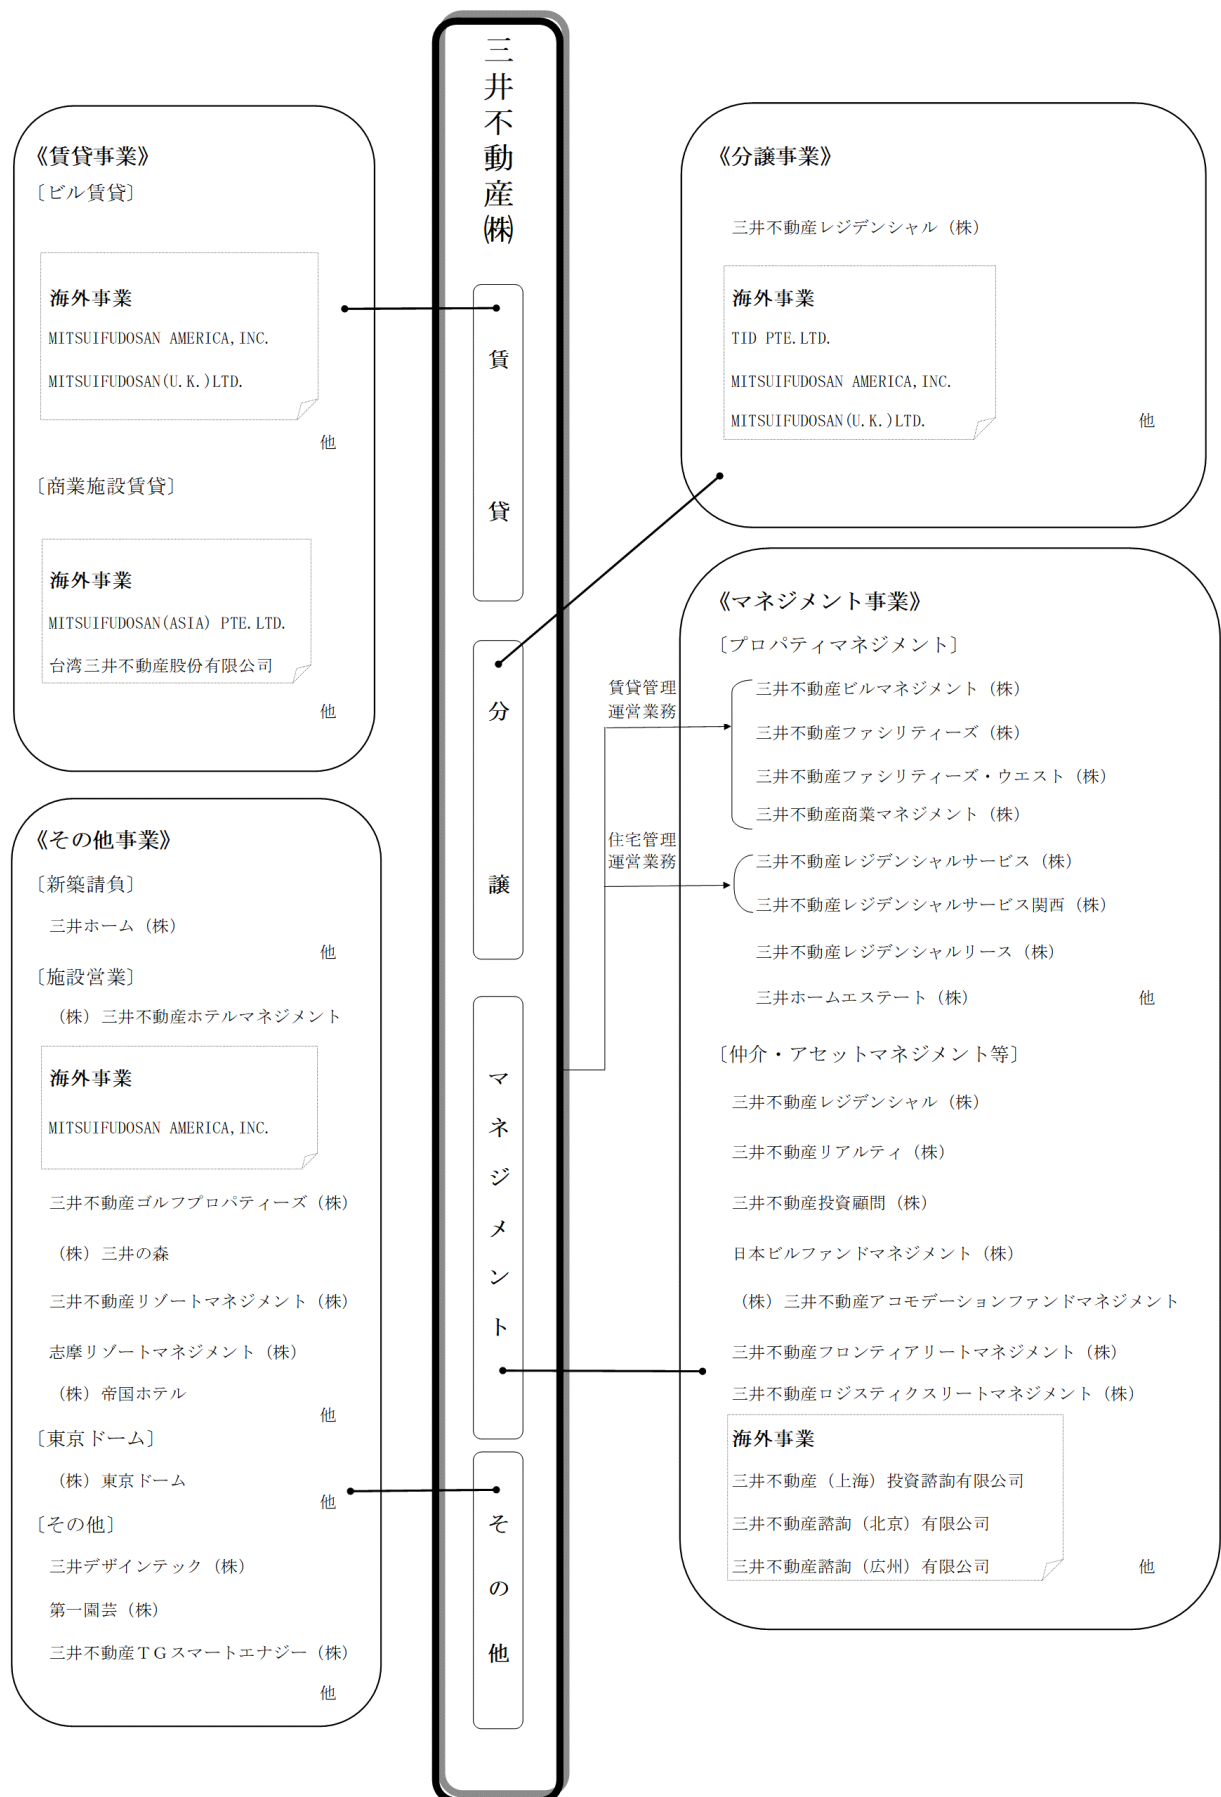 三井不動産㈱
《賃貸事業》
〔ビル賃貸〕
海外事業
MITSUIFUDOSAN AMERICA,INC.
MITSUIFUDOSAN(U.K.)LTD.
他
〔商業施設賃貸〕
海外事業
MITSUIFUDOSAN(ASIA) PTE.LTD.
台湾三井不動産股份有限公司
他
《その他事業》
〔新築請負〕
三井ホーム（株）
他
〔施設営業〕
（株）三井不動産ホテルマネジメント
海外事業
MITSUIFUDOSAN AMERICA,INC.
三井不動産ゴルフプロパティーズ（株）
（株）三井の森
三井不動産リゾートマネジメント（株）
志摩リゾートマネジメント（株）
（株）帝国ホテル
他
〔東京ドーム〕
（株）東京ドーム
他
〔その他〕
三井デザインテック（株）
第一園芸（株）
三井不動産ＴＧスマートエナジー（株）
他
賃貸
分譲
マネジメント
その他
《分譲事業》
三井不動産レジデンシャル（株）
海外事業
TID PTE.LTD.
MITSUIFUDOSAN AMERICA,INC.
MITSUIFUDOSAN(U.K.)LTD.
他
《マネジメント事業》
〔プロパティマネジメント〕
賃貸管理
運営業務
三井不動産ビルマネジメント（株）
三井不動産ファシリティーズ（株）
三井不動産ファシリティーズ・ウエスト（株）
三井不動産商業マネジメント（株）
住宅管理
運営業務
三井不動産レジデンシャルサービス（株）
三井不動産レジデンシャルサービス関西（株）
三井不動産レジデンシャルリース（株）
三井ホームエステート（株）
他
〔仲介・アセットマネジメント等〕
三井不動産レジデンシャル（株）
三井不動産リアルティ（株）
三井不動産投資顧問（株）
日本ビルファンドマネジメント（株）
（株）三井不動産アコモデーションファンドマネジメント
三井不動産フロンティアリートマネジメント（株）
三井不動産ロジスティクスリートマネジメント（株）
海外事業
三井不動産（上海）投資諮詢有限公司
三井不動産諮詢（北京）有限公司
三井不動産諮詢（広州）有限公司
他